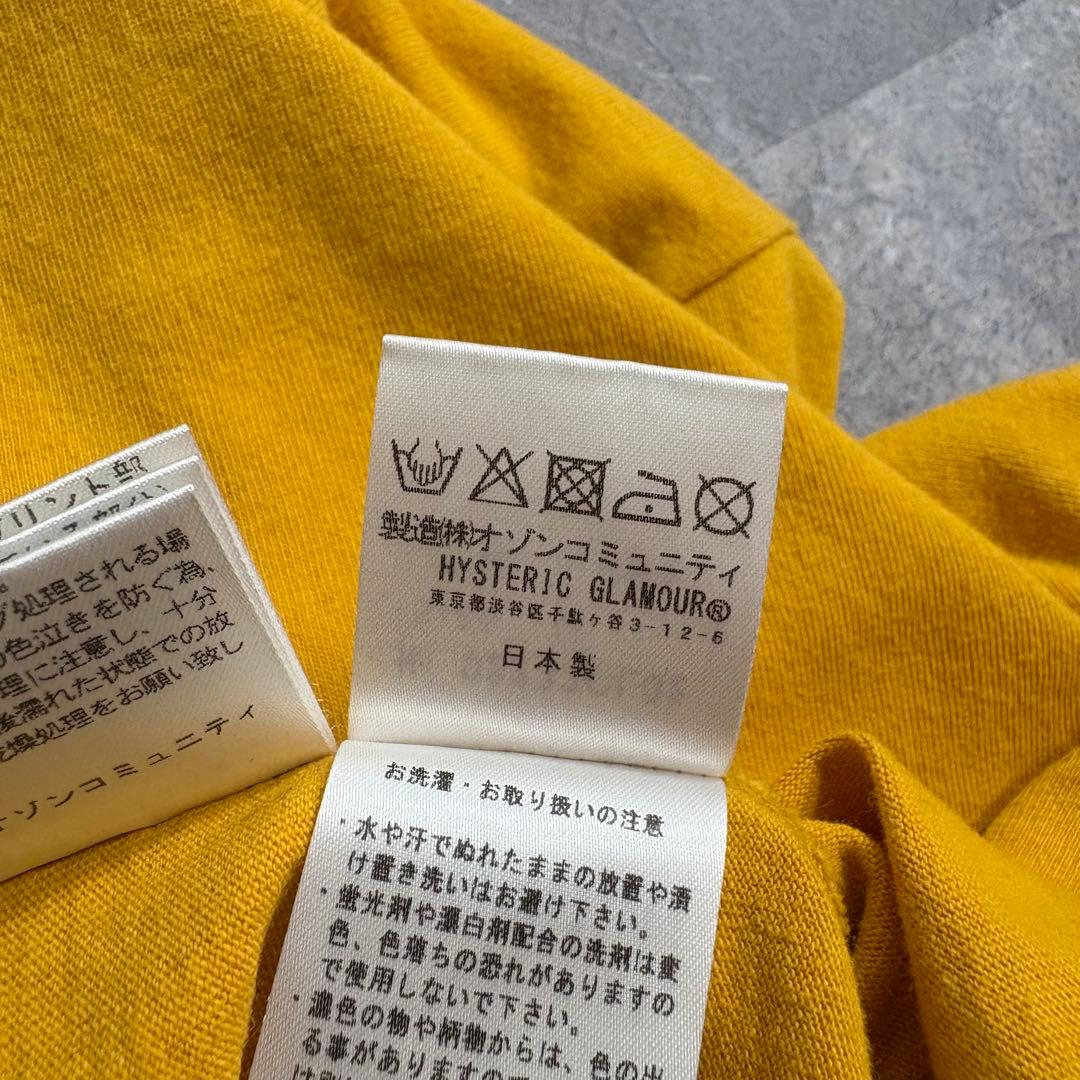 製造(株)オゾンコミュニティ
HYSTERIC GLAMOUR®
東京都渋谷区千駄ヶ谷3-12-6
日本製
お洗濯・お取り扱いの注意
・水や汗でぬれたままの放置や漬
け置き洗いはお避け下さい。
・蛍光剤や漂白剤配合の洗剤は変
色、色落ちの恐れがありますの
で使用しないで下さい。
・濃色の物や柄物からは、色の出
る事がありますので
プリント部
処理される場
色泣きを防ぐ為、
理に注意し、十分
後濡れた状態での放
乾燥処理をお願い致し
オゾンコミュニティ